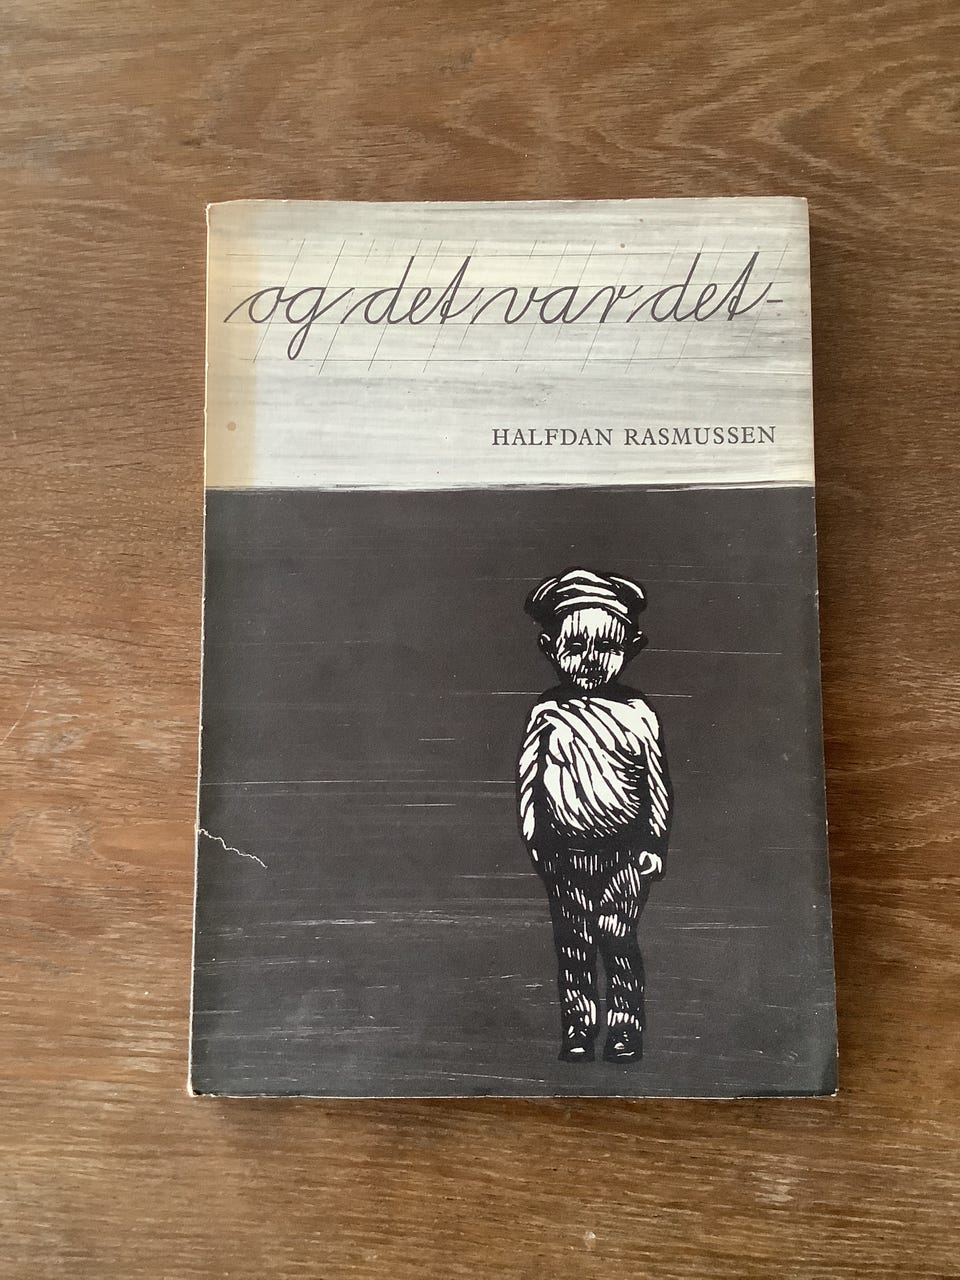 og det var det-
HALFDAN RASMUSSEN